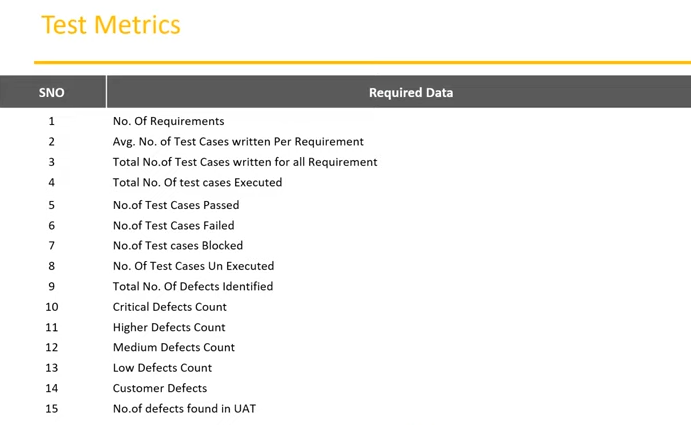 Test Metrics
SNO Required Data
1 No. Of Requirements
2 Avg. No. of Test Cases written Per Requirement
3 Total No.of Test Cases written for all Requirement
4 Total No. Of test cases Executed
5 No.of Test Cases Passed
6 No.of Test Cases Failed
7 No.of Test cases Blocked
8 No. Of Test Cases Un Executed
9 Total No. Of Defects Identified
10 Critical Defects Count
11 Higher Defects Count
12 Medium Defects Count
13 Low Defects Count
14 Customer Defects
15 No.of defects found in UAT